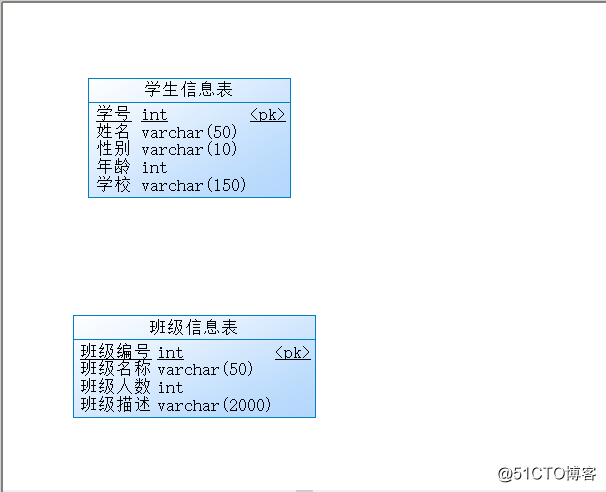 学生信息表
学号 int <pk>
姓名 varchar(50)
性别 varchar(10)
年龄 int
学校 varchar(150)
班级信息表
班级编号 int <pk>
班级名称 varchar(50)
班级人数 int
班级描述 varchar(2000)
@51CTO博客